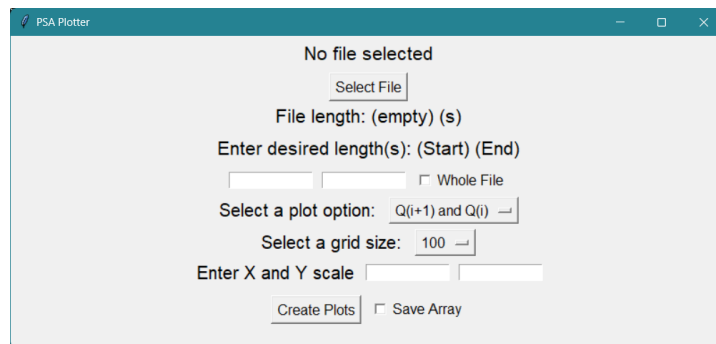 PSA Plotter
No file selected
Select File
File length: (empty) (s)
Enter desired length(s): (Start) (End)
Whole File
Select a plot option: Q(i+1) and Q(i)
Select a grid size: 100
Enter X and Y scale
Create Plots Save Array